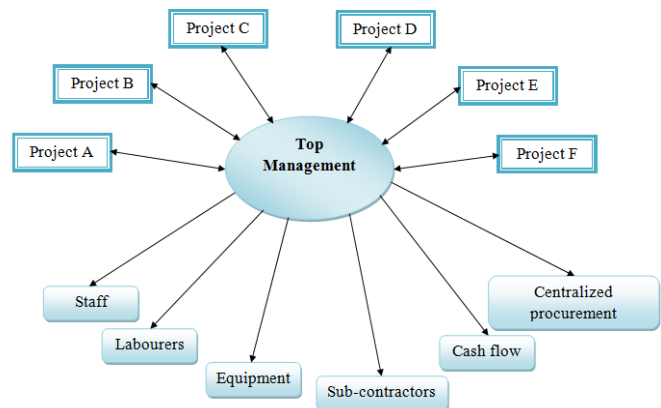 Project C
Project D
Project B
Project E
Top
Management
Project A
Project F
Staff
Centralized
procurement
Labourers
Cash flow
Equipment
Sub-contractors